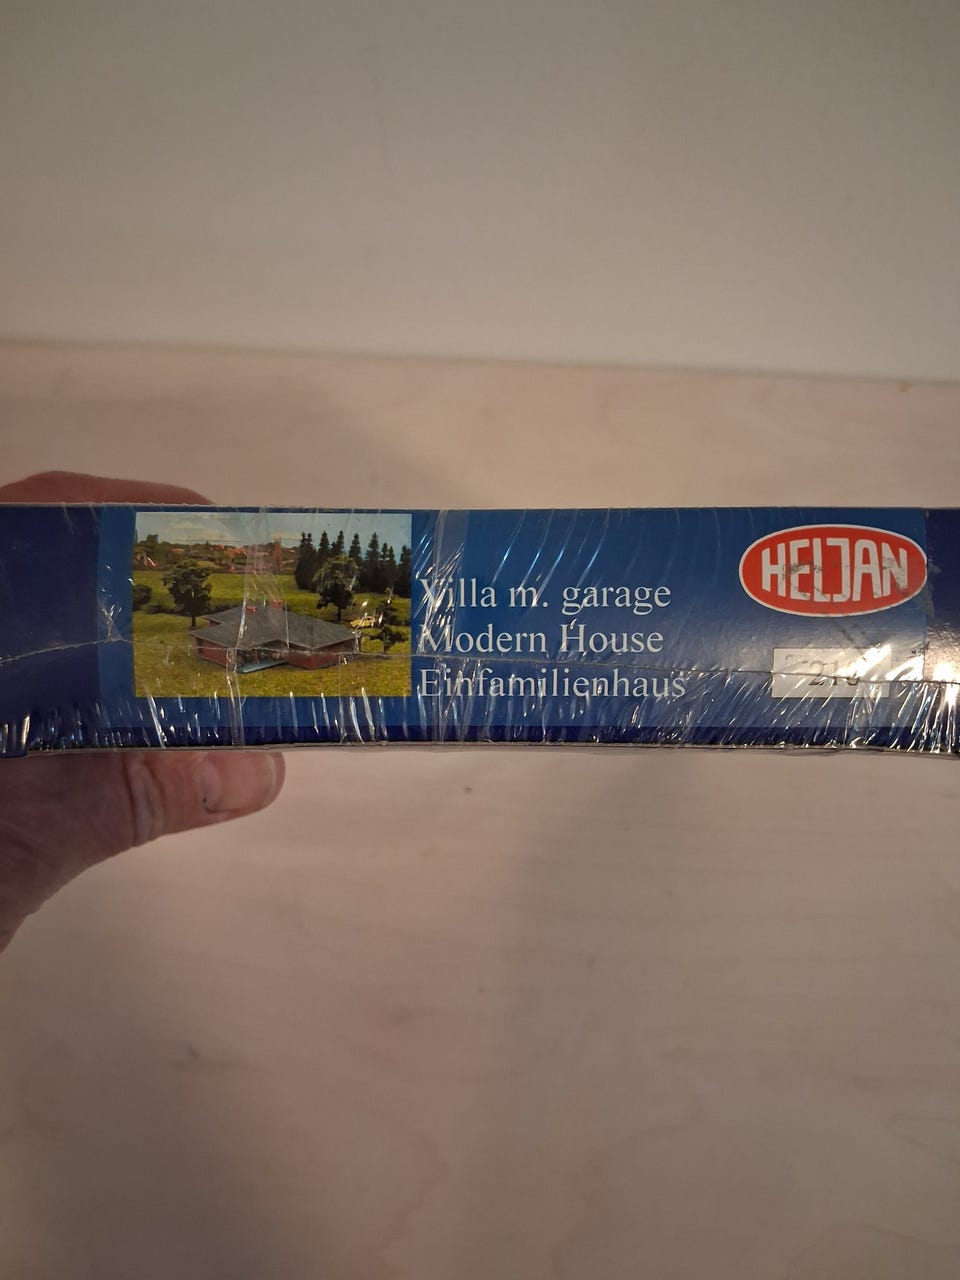 Villa m. garage
Modern House
Einfamilienhaus
HELJAN